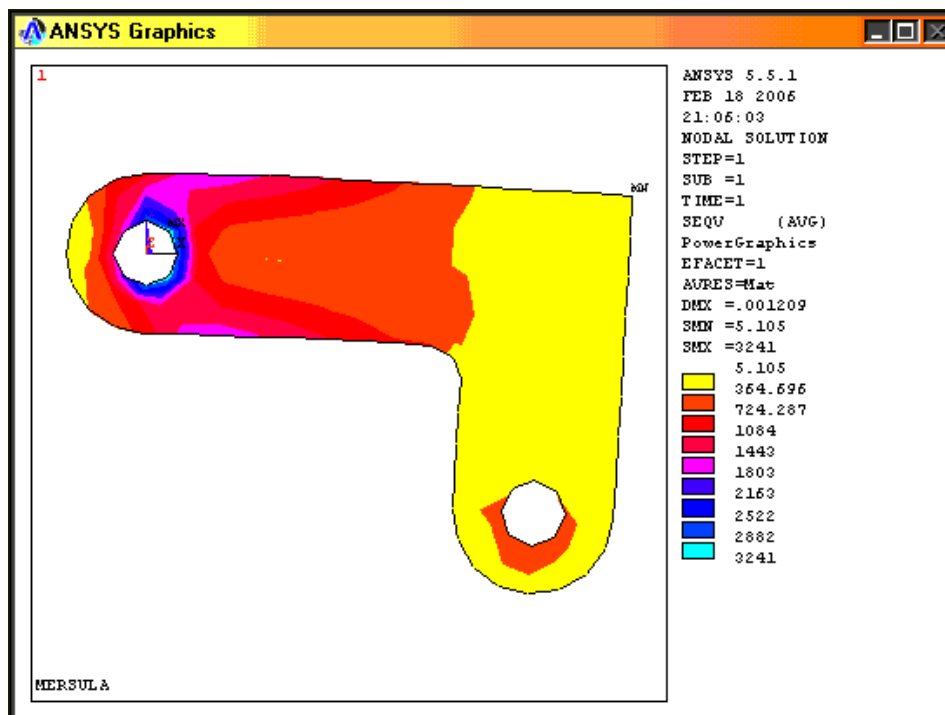 ANSYS Graphics
1
ANSYS 5.5.1
FEB 18 2006
21:06:03
NODAL SOLUTION
STEP=1
SUB =1
TIME=1
SEQV (AVG)
PowerGraphics
EFACET=1
AVRES=Mat
DMX =.001209
SMN =5.105
SMX =3241
5.105
364.696
724.287
1084
1443
1803
2163
2522
2882
3241
MN
MX
Z
X
MERSULA